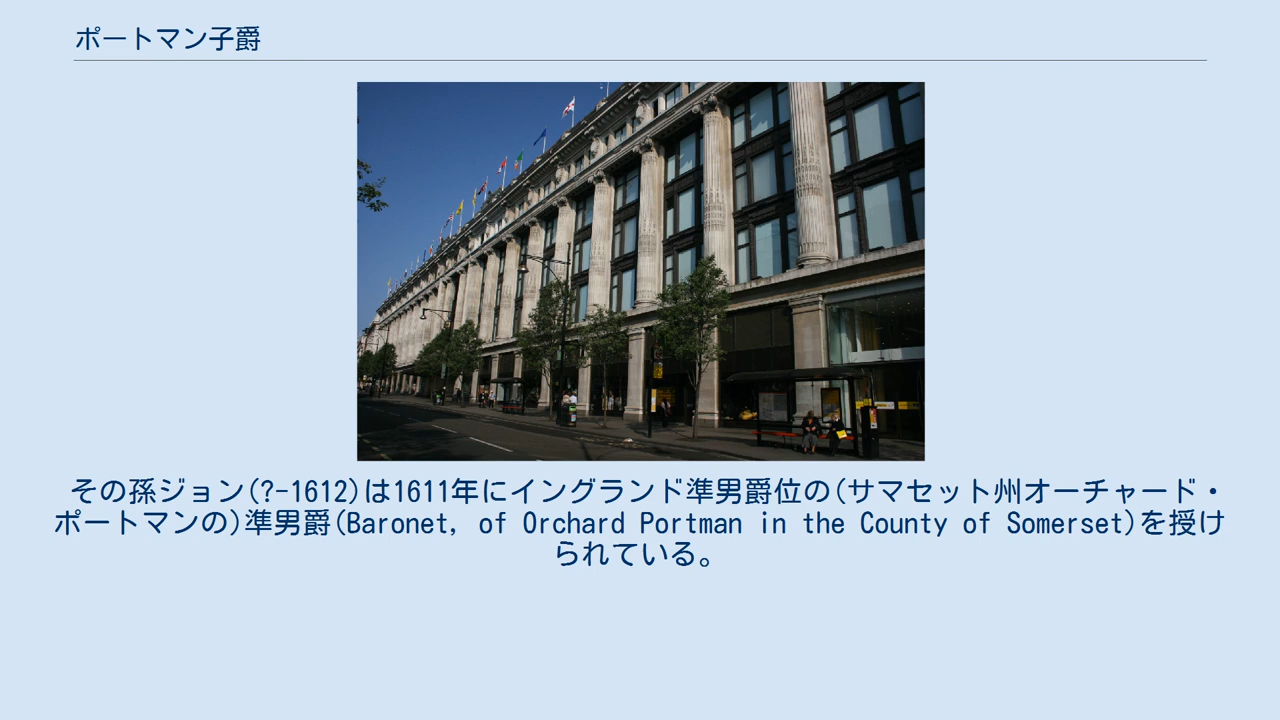 ポートマン子爵
その孫ジョン(?-1612)は1611年にイングランド準男爵位の(サマセット州オーチャード・
ポートマンの)準男爵(Baronet, of Orchard Portman in the County of Somerset)を授け
られている。